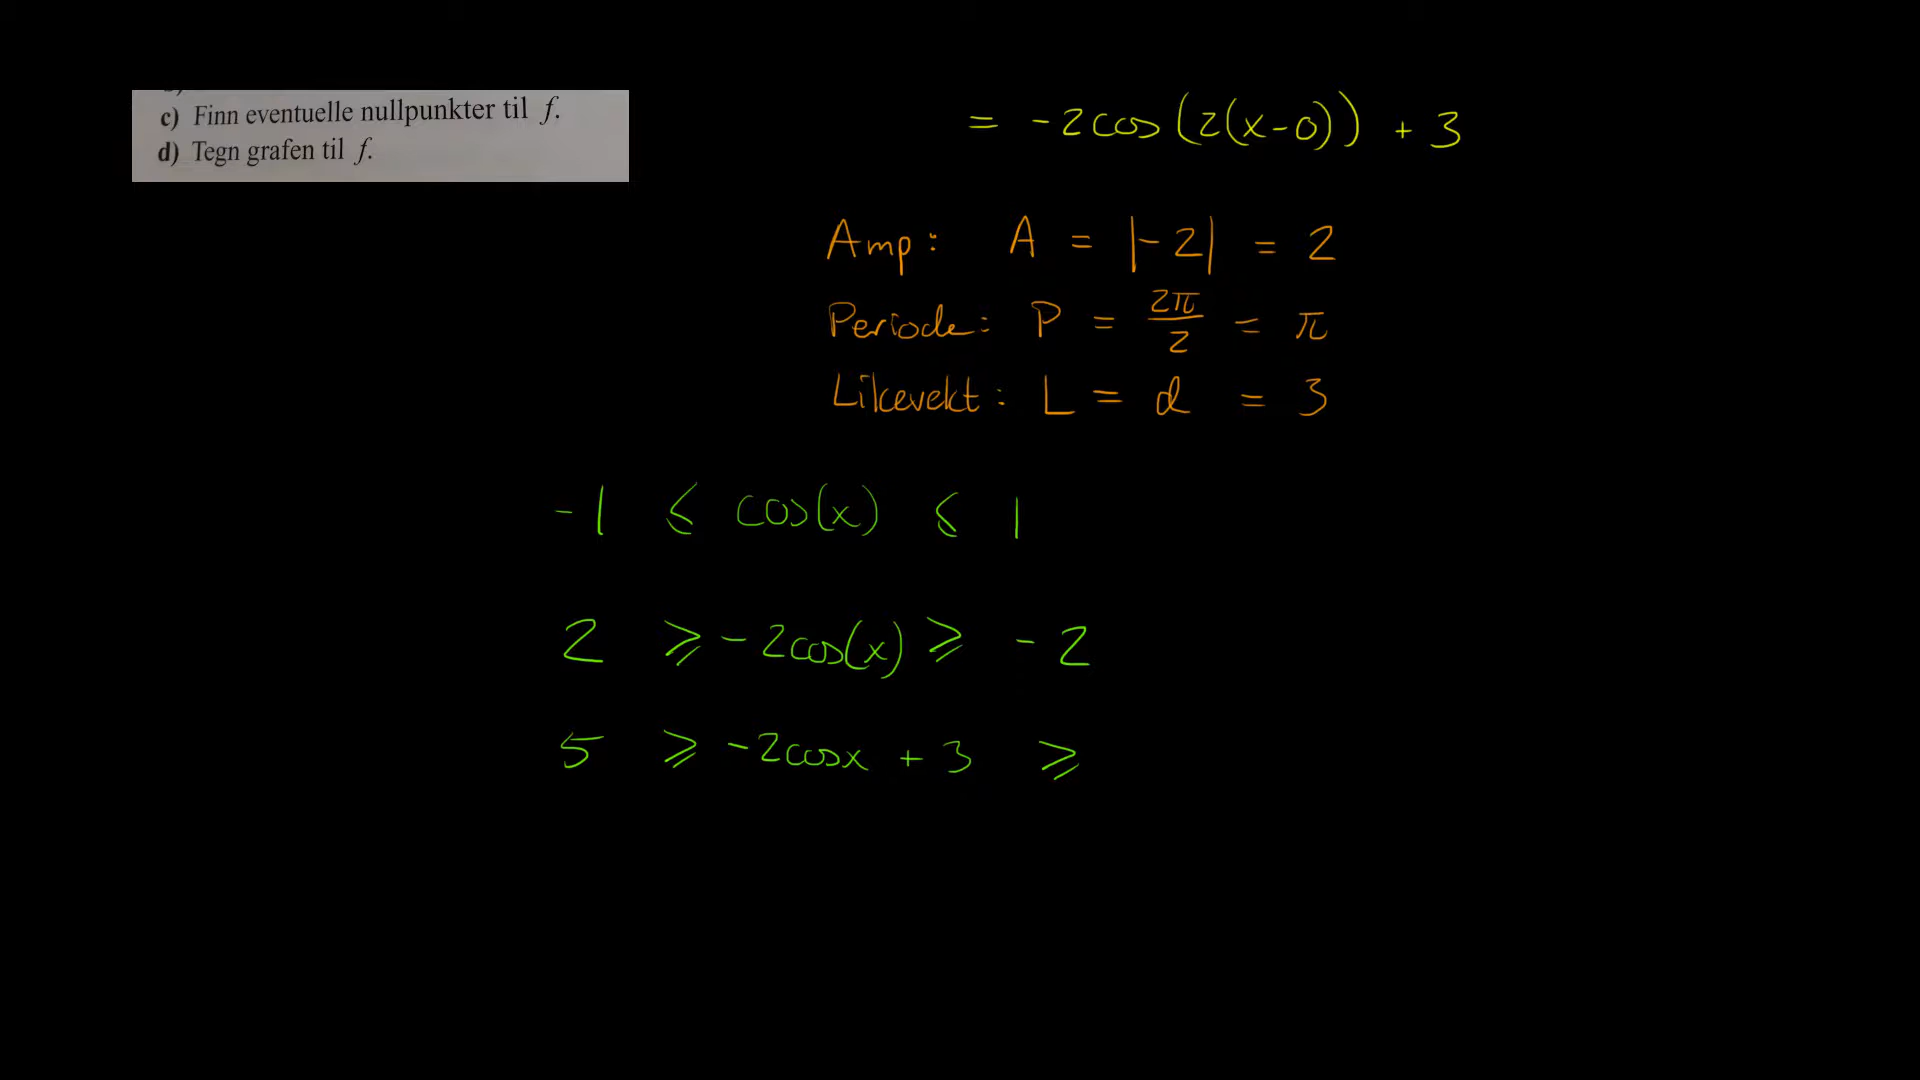 c) Finn eventuelle nullpunkter til f.
d) Tegn grafen til f.
= -2cos(2(x-0)) + 3
Amp: A = |-2| = 2
Periode: P = 2π/2 = π
Likevekt: L = d = 3
-1 ≤ cos(x) ≤ 1
2 ≥ -2cos(x) ≥ -2
5 ≥ -2cosx + 3 ≥